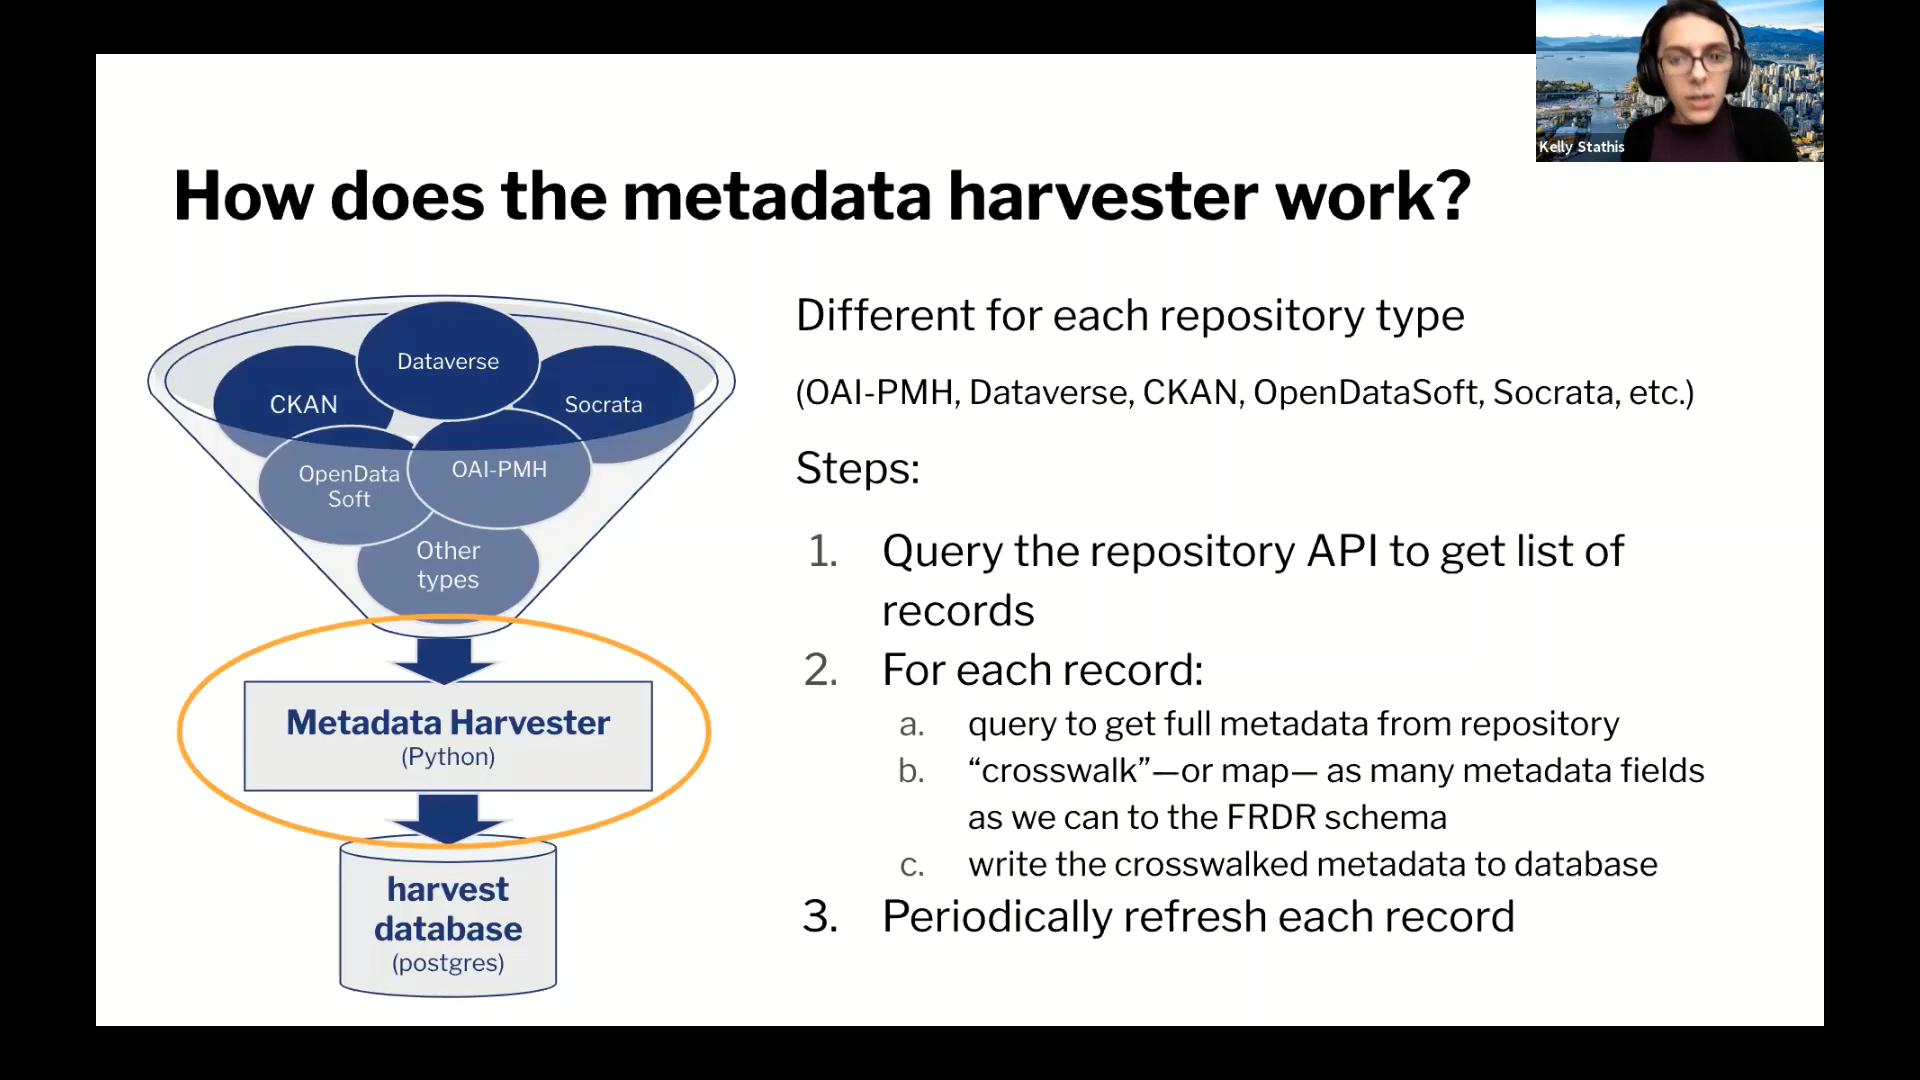 Kelly Stathis
How does the metadata harvester work?
Dataverse
CKAN
Socrata
OpenData
Soft
OAI-PMH
Other
types
Metadata Harvester
(Python)
harvest
database
(postgres)
Different for each repository type
(OAI-PMH, Dataverse, CKAN, OpenDataSoft, Socrata, etc.)
Steps:
1. Query the repository API to get list of
records
2. For each record:
a. query to get full metadata from repository
b. “crosswalk”—or map— as many metadata fields
as we can to the FRDR schema
c. write the crosswalked metadata to database
3. Periodically refresh each record